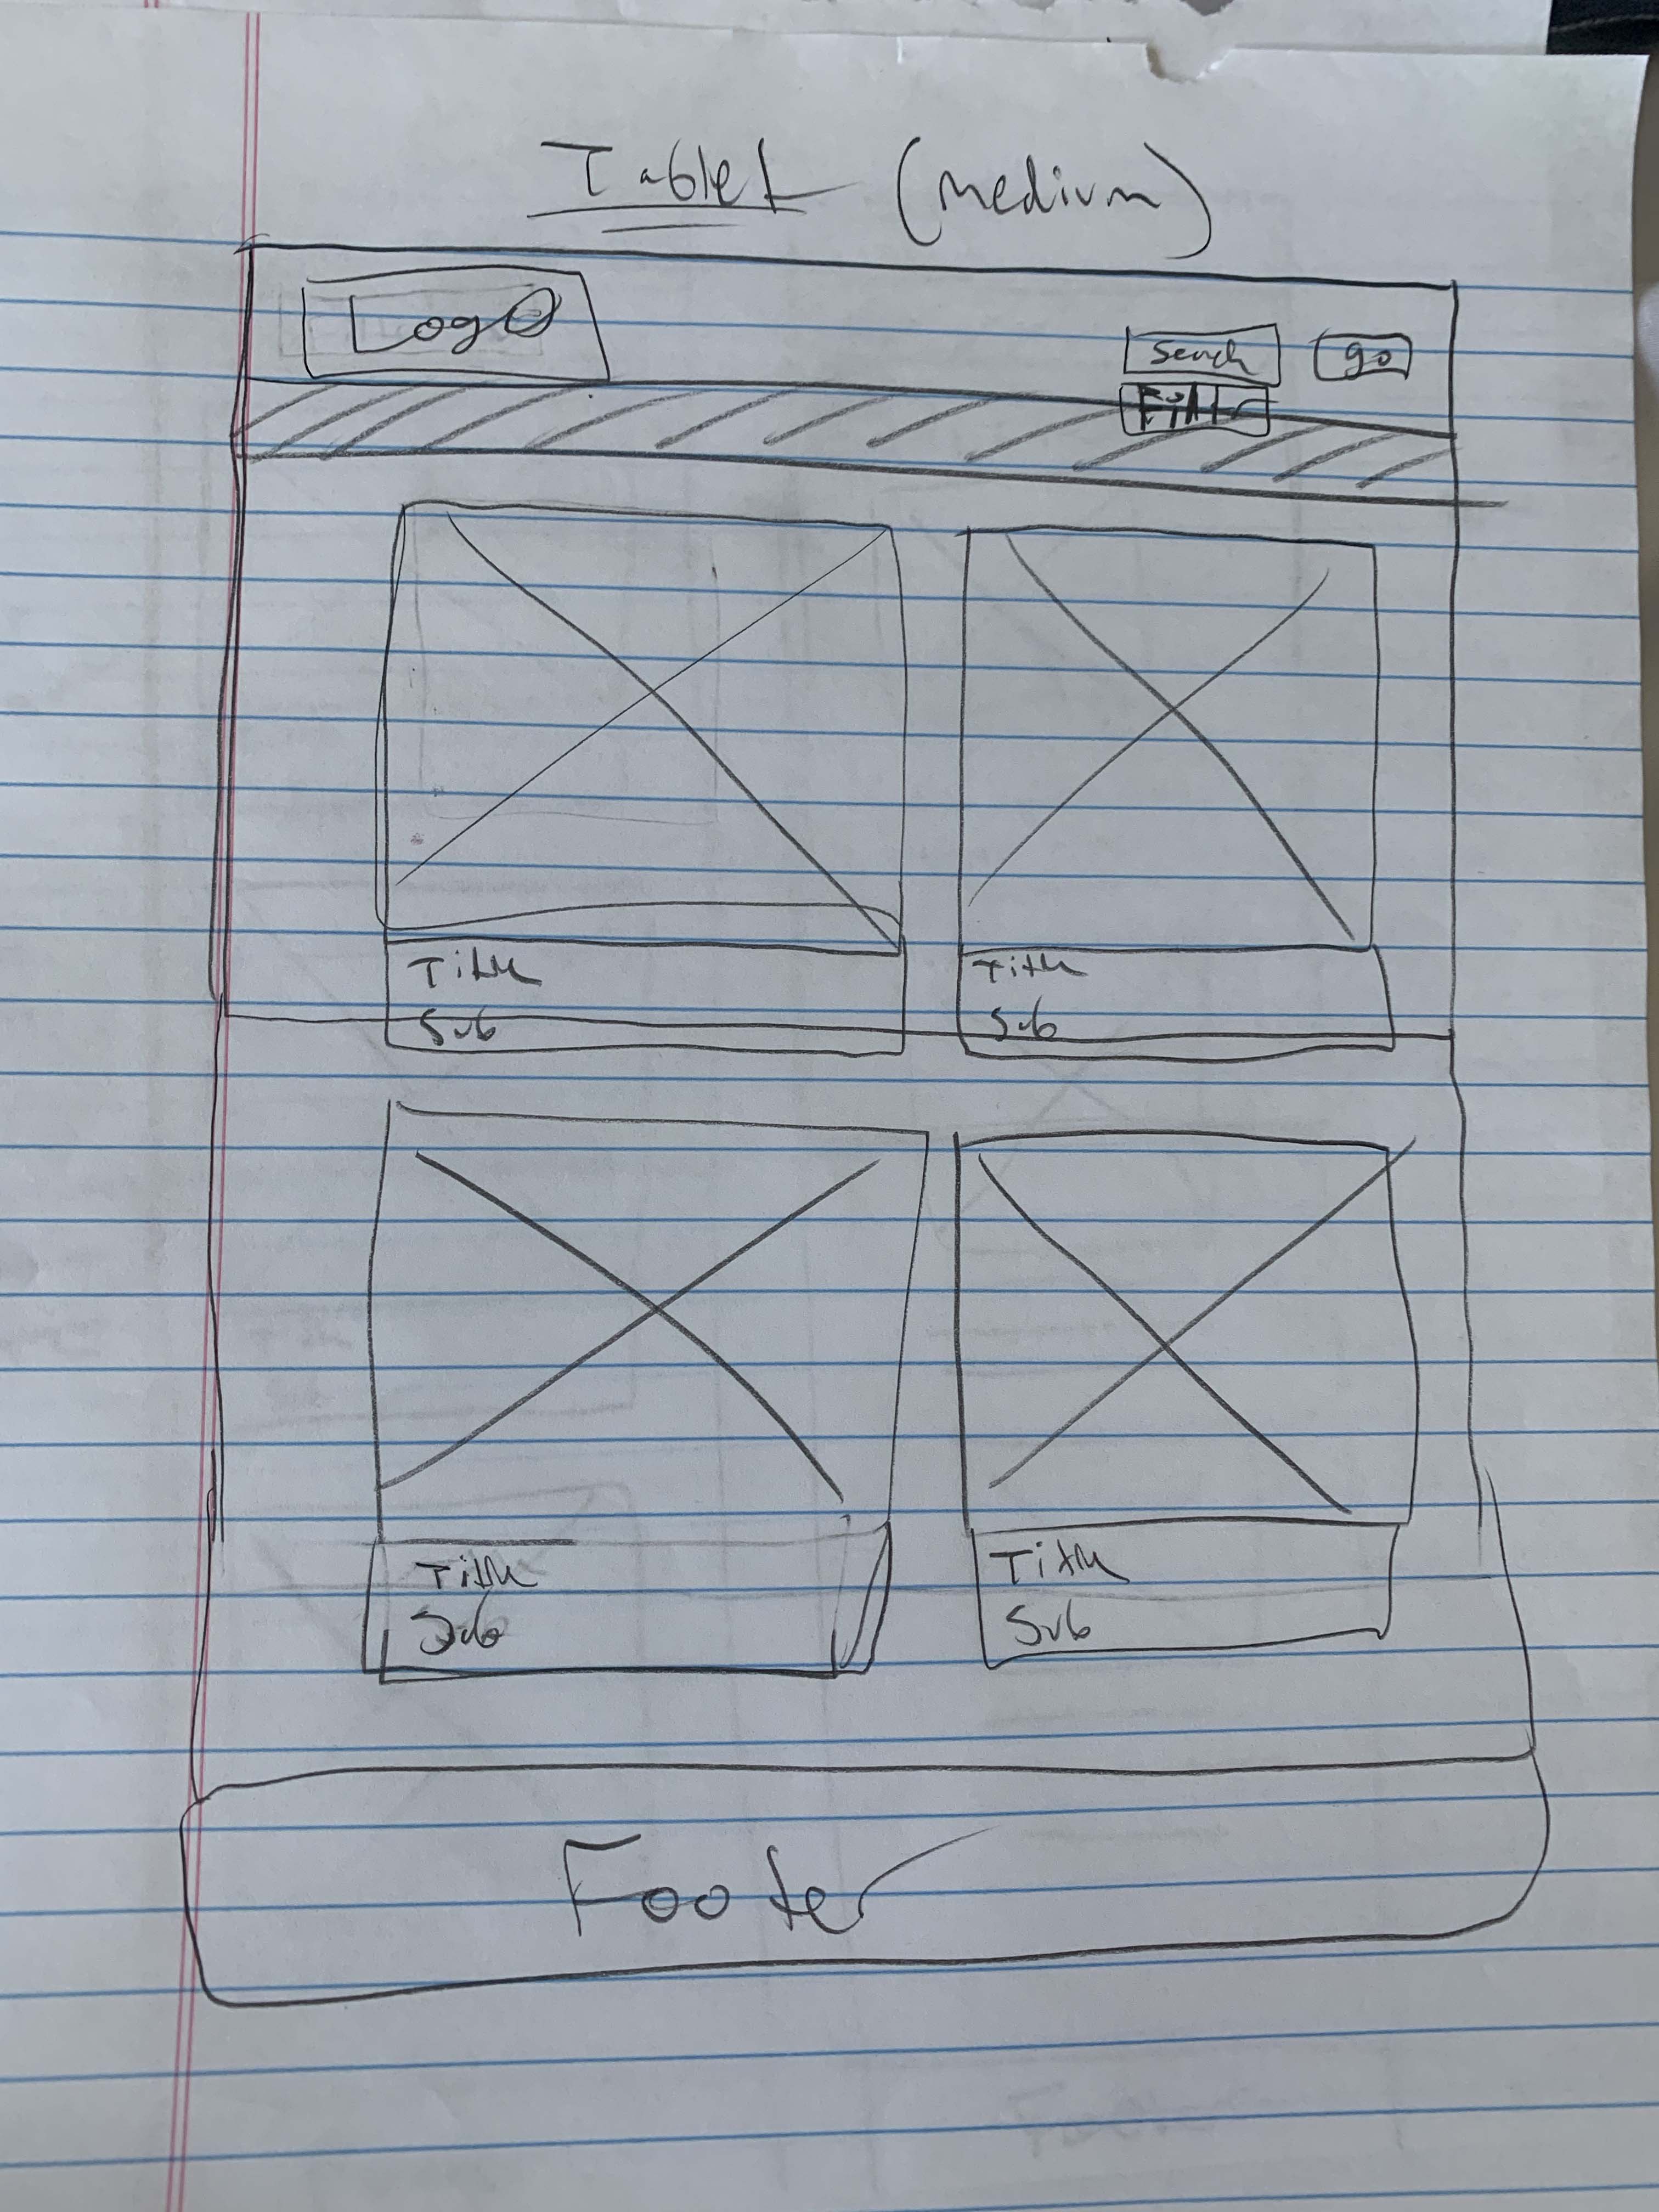 Tablet (medium)
Logo
Search go
Filter
Title Title
Sub Sub
Title Title
Sub Sub
Footer